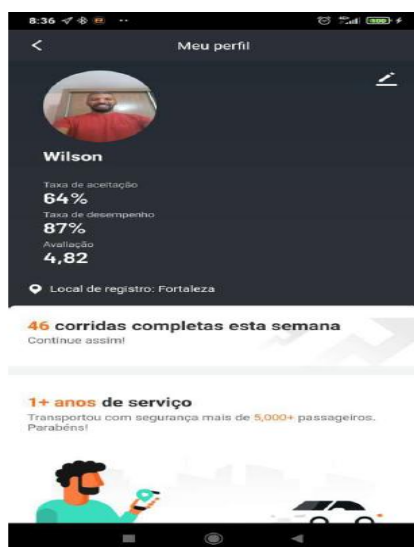 8:36
Meu perfil
Wilson
Taxa de aceitação
64%
Taxa de desempenho
87%
Avaliação
4,82
Local de registro: Fortaleza
46 corridas completas esta semana
Continue assim!
1+ anos de serviço
Transportou com segurança mais de 5,000+ passageiros.
Parabéns!